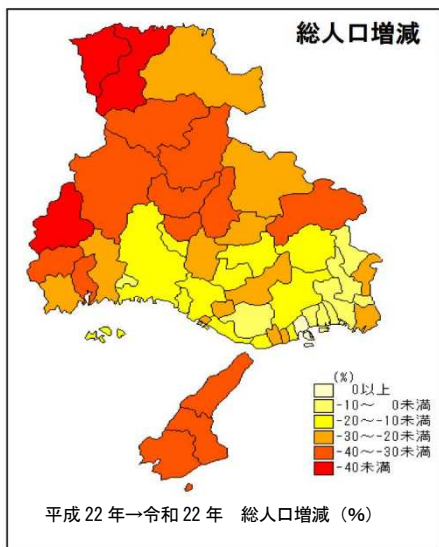 総人口増減
(%)
0以上
-10～ 0未満
-20～-10未満
-30～-20未満
-40～-30未満
-40未満
平成 22 年→令和 22 年 総人口増減（%）